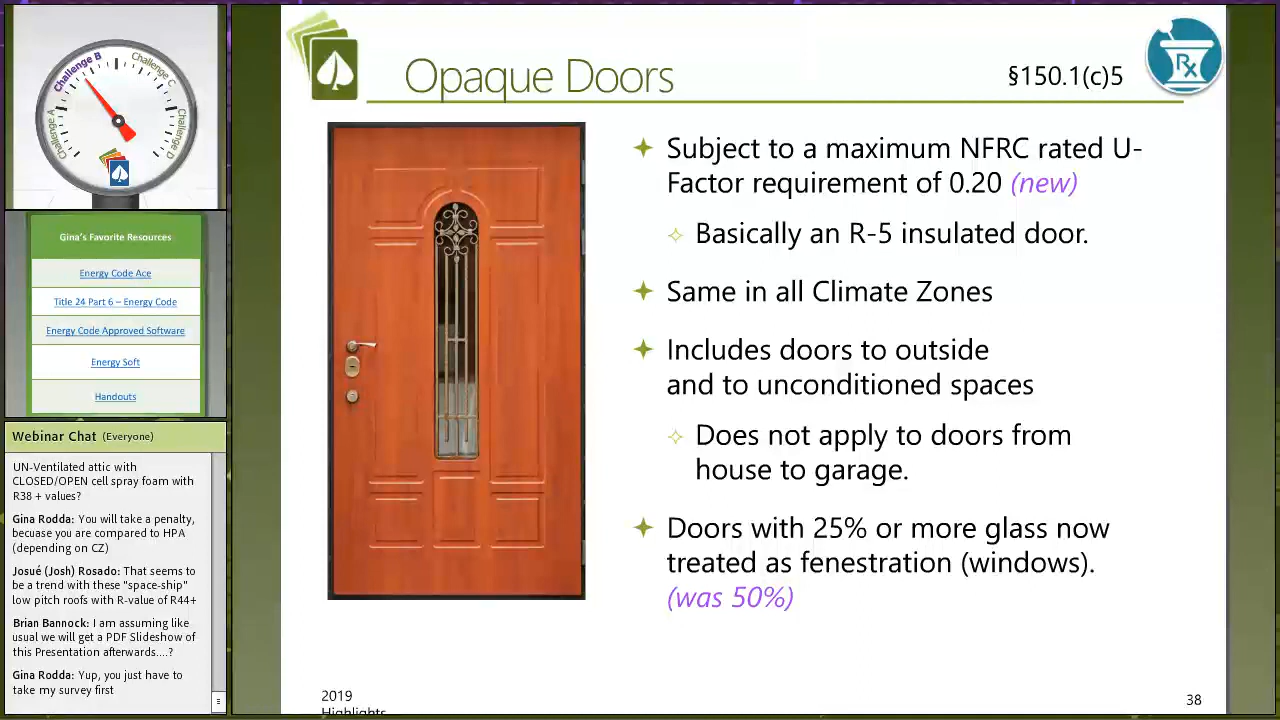 Challenge A
Challenge B
Challenge C
Challenge D
Gina's Favorite Resources
Energy Code Ace
Title 24 Part 6 – Energy Code
Energy Code Approved Software
Energy Soft
Handouts
Webinar Chat (Everyone)
UN-Ventilated attic with
CLOSED/OPEN cell spray foam with
R38 + values?
Gina Rodda: You will take a penalty,
becuase you are compared to HPA
(depending on CZ)
Josué (Josh) Rosado: That seems to
be a trend with these "space-ship"
low pitch roofs with R-value of R44+
Brian Bannock: I am assuming like
usual we will get a PDF Slideshow of
this Presentation afterwards....?
Gina Rodda: Yup, you just have to
take my survey first
Opaque Doors
§150.1(c)5
Rx
Subject to a maximum NFRC rated U-
Factor requirement of 0.20 (new)
Basically an R-5 insulated door.
Same in all Climate Zones
Includes doors to outside
and to unconditioned spaces
Does not apply to doors from
house to garage.
Doors with 25% or more glass now
treated as fenestration (windows).
(was 50%)
2019
Highlights
38